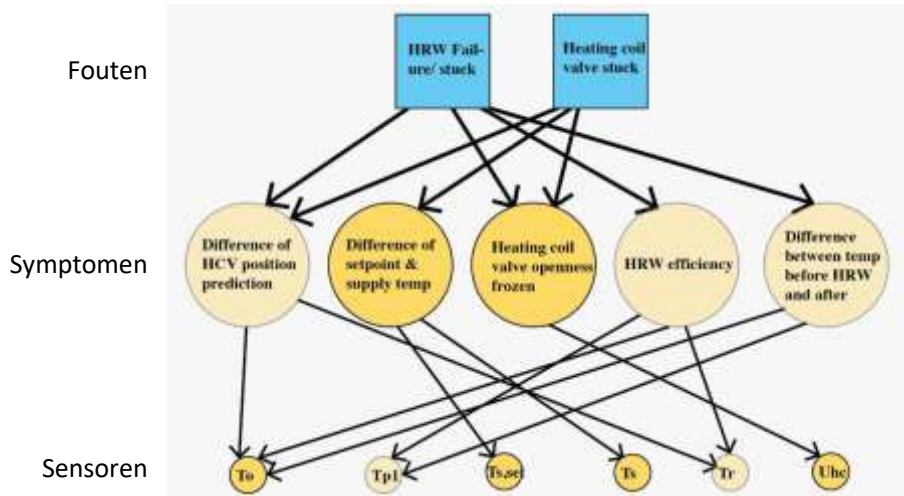 Fouten
HRW Fail-
ure/ stuck
Heating coil
valve stuck
Symptomen
Difference of
HCV position
prediction
Difference of
setpoint &
supply temp
Heating coil
valve openness
frozen
HRW efficiency
Difference
between temp
before HRW
and after
Sensoren
To
Tp1
Ts,set
Ts
Tr
Uhc